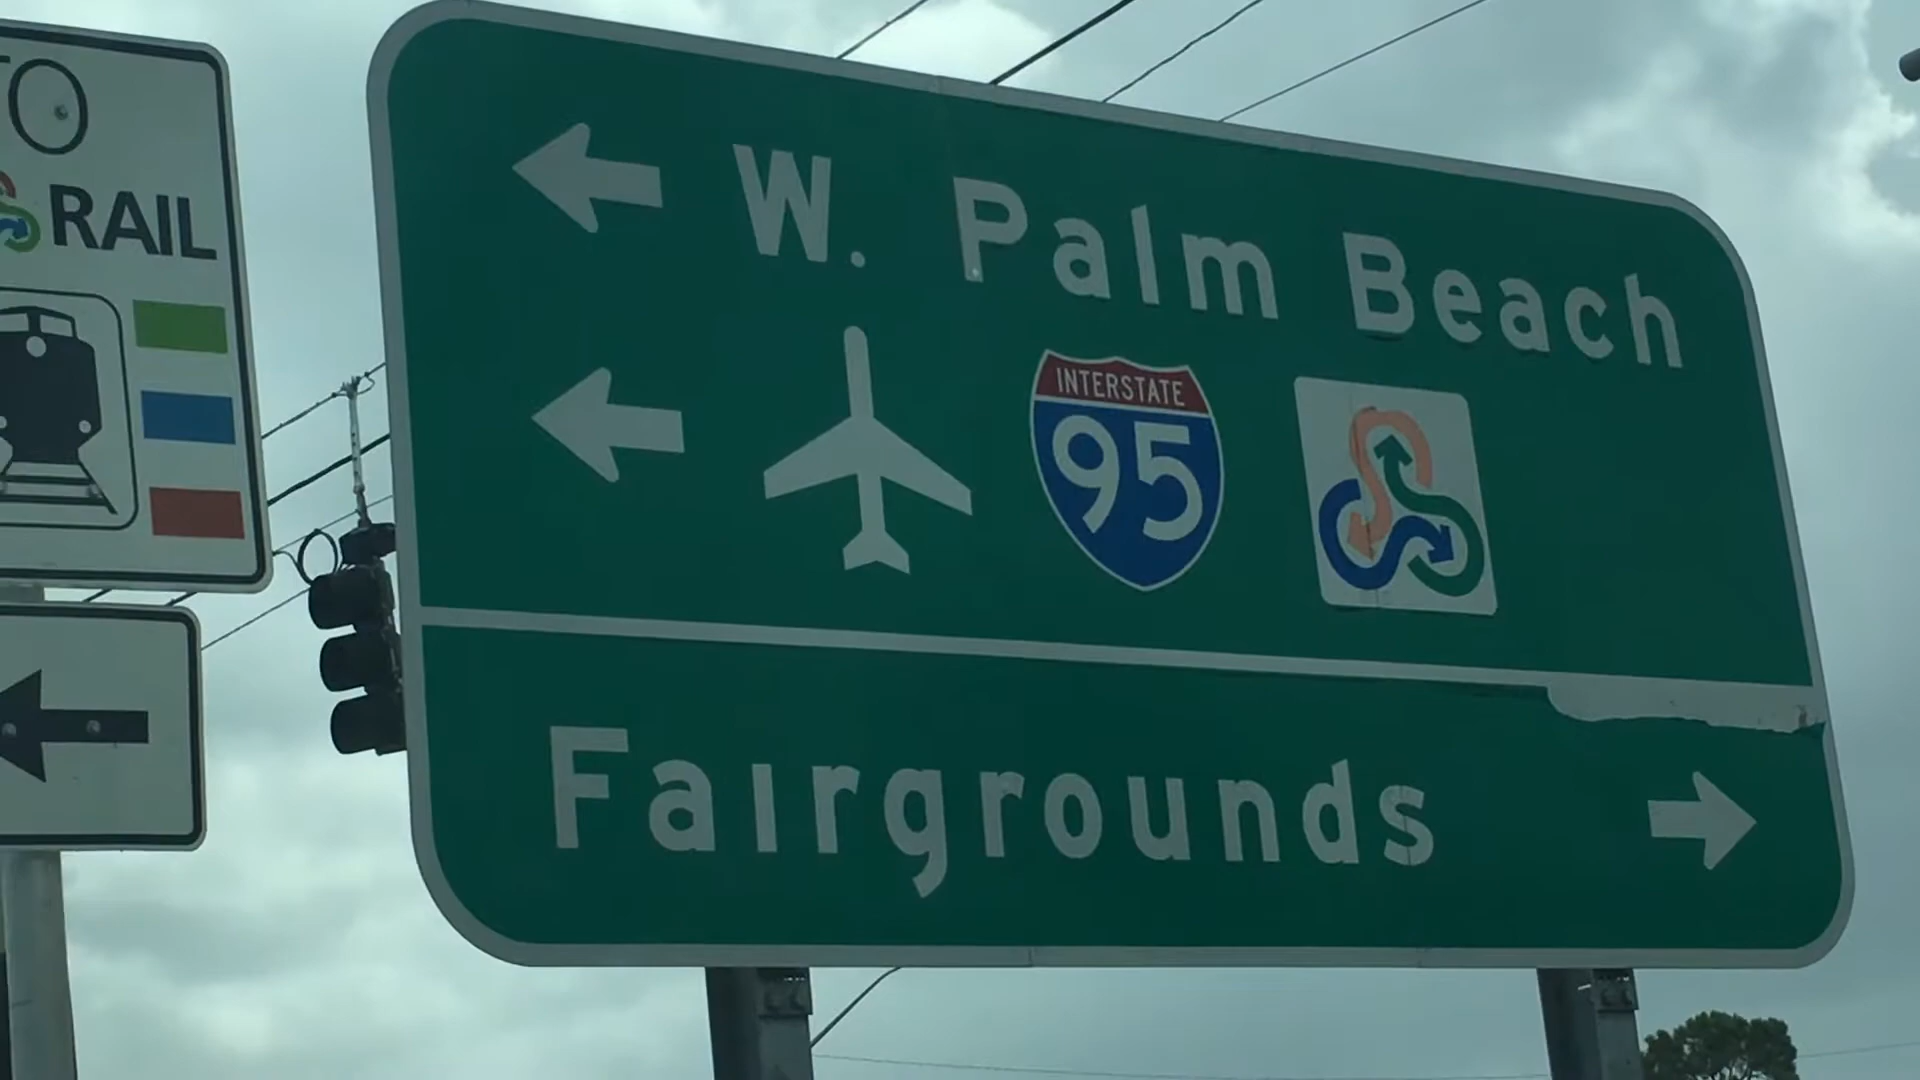 TO
RAIL
W. Palm Beach
INTERSTATE
95
Fairgrounds